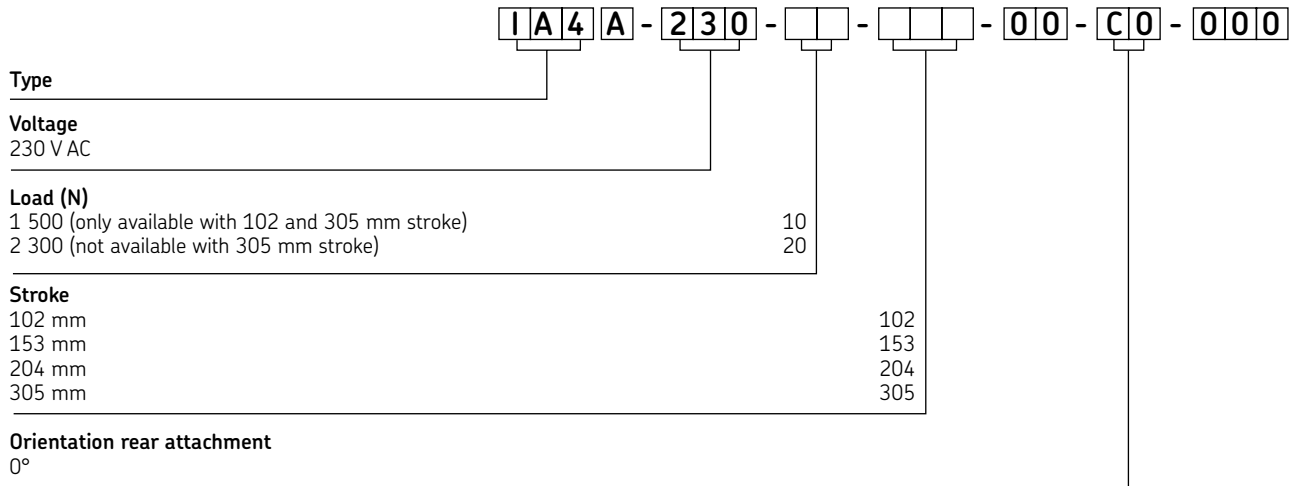 IA4A - 230 -      -       - 00 - C0 - 000
Type
Voltage
230 V AC
Load (N)
1 500 (only available with 102 and 305 mm stroke) 10
2 300 (not available with 305 mm stroke) 20
Stroke
102 mm 102
153 mm 153
204 mm 204
305 mm 305
Orientation rear attachment
0°